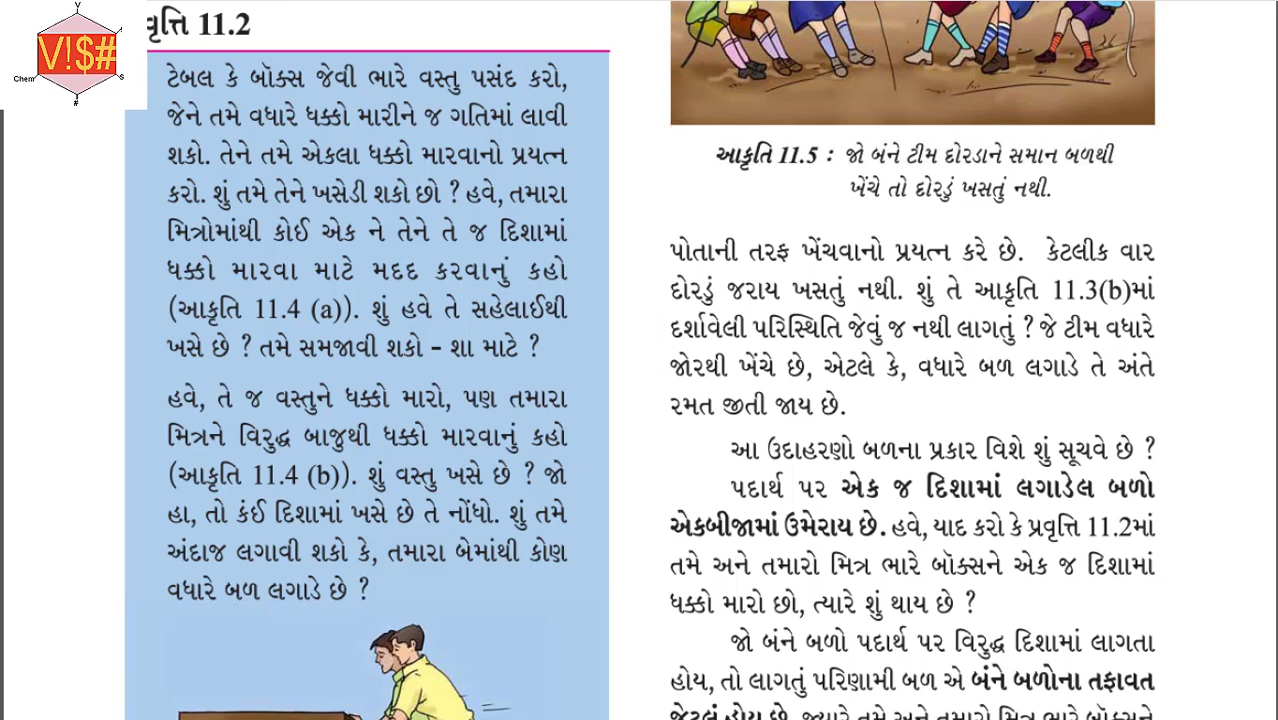 Y
V!$#
Chem
S
#
વૃત્તિ 11.2
ટેબલ કે બૉક્સ જેવી ભારે વસ્તુ પસંદ કરો,
જેને તમે વધારે ધક્કો મારીને જ ગતિમાં લાવી
શકો. તેને તમે એકલા ધક્કો મારવાનો પ્રયત્ન
કરો. શું તમે તેને ખસેડી શકો છો ? હવે, તમારા
મિત્રોમાંથી કોઈ એક ને તેને તે જ દિશામાં
ધક્કો મારવા માટે મદદ કરવાનું કહો
(આકૃતિ 11.4 (a)). શું હવે તે સહેલાઈથી
ખસે છે ? તમે સમજાવી શકો – શા માટે ?
હવે, તે જ વસ્તુને ધક્કો મારો, પણ તમારા
મિત્રને વિરુદ્ધ બાજુથી ધક્કો મારવાનું કહો
(આકૃતિ 11.4 (b)). શું વસ્તુ ખસે છે ? જો
હા, તો કંઈ દિશામાં ખસે છે તે નોંધો. શું તમે
અંદાજ લગાવી શકો કે, તમારા બેમાંથી કોણ
વધારે બળ લગાડે છે ?
આકૃતિ 11.5 : જો બંને ટીમ દોરડાને સમાન બળથી
ખેંચે તો દોરડું ખસતું નથી.
પોતાની તરફ ખેંચવાનો પ્રયત્ન કરે છે. કેટલીક વાર
દોરડું જરાય ખસતું નથી. શું તે આકૃતિ 11.3(b)માં
દર્શાવેલી પરિસ્થિતિ જેવું જ નથી લાગતું ? જે ટીમ વધારે
જોરથી ખેંચે છે, એટલે કે, વધારે બળ લગાડે તે અંતે
રમત જીતી જાય છે.
આ ઉદાહરણો બળના પ્રકાર વિશે શું સૂચવે છે ?
પદાર્થ પર એક જ દિશામાં લગાડેલ બળો
એકબીજામાં ઉમેરાય છે. હવે, યાદ કરો કે પ્રવૃત્તિ 11.2માં
તમે અને તમારો મિત્ર ભારે બૉક્સને એક જ દિશામાં
ધક્કો મારો છો, ત્યારે શું થાય છે ?
જો બંને બળો પદાર્થ પર વિરુદ્ધ દિશામાં લાગતા
હોય, તો લાગતું પરિણામી બળ એ બંને બળોના તફાવત
જેટલું હોય છે. જ્યારે તમે અને તમારો મિત્ર ભારે બૉક્સને